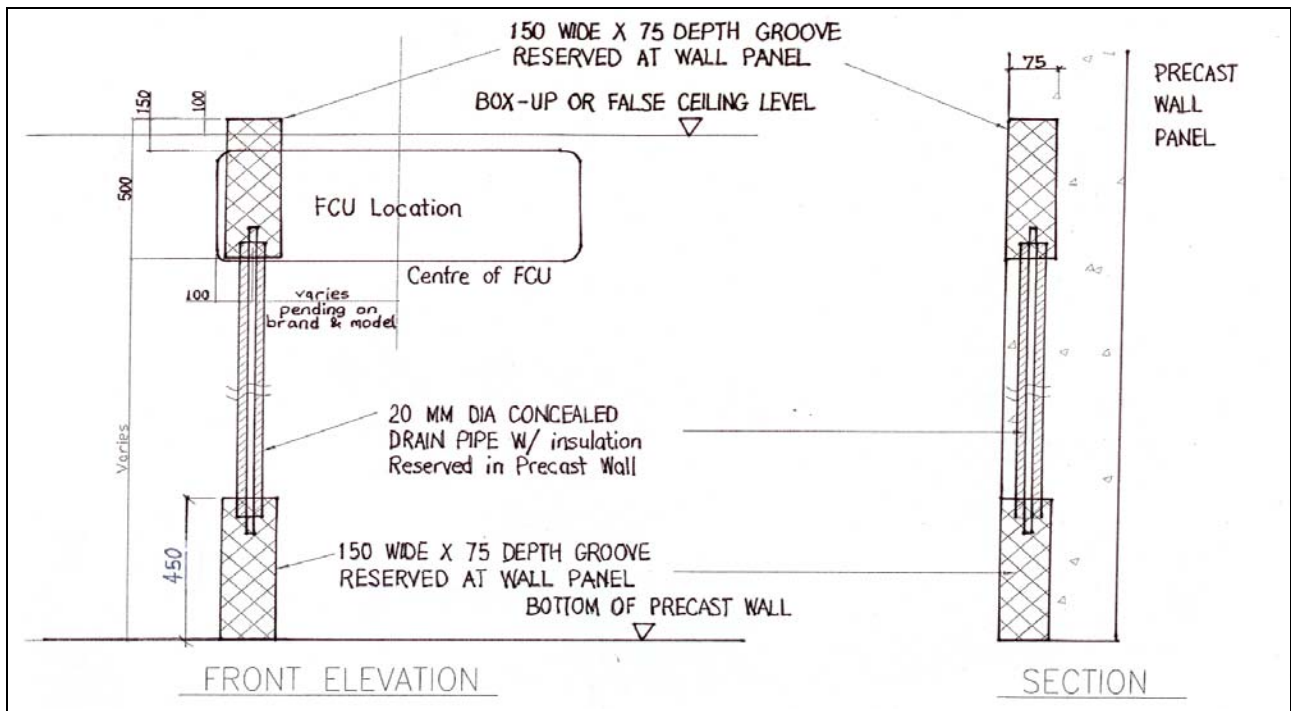 150 WIDE X 75 DEPTH GROOVE
RESERVED AT WALL PANEL
BOX-UP OR FALSE CEILING LEVEL
150
100
500
FCU Location
Centre of FCU
100
varies
pending on
brand & model
Varies
20 MM DIA CONCEALED
DRAIN PIPE W/ insulation
Reserved in Precast Wall
450
150 WIDE X 75 DEPTH GROOVE
RESERVED AT WALL PANEL
BOTTOM OF PRECAST WALL
FRONT ELEVATION
75
PRECAST
WALL
PANEL
SECTION